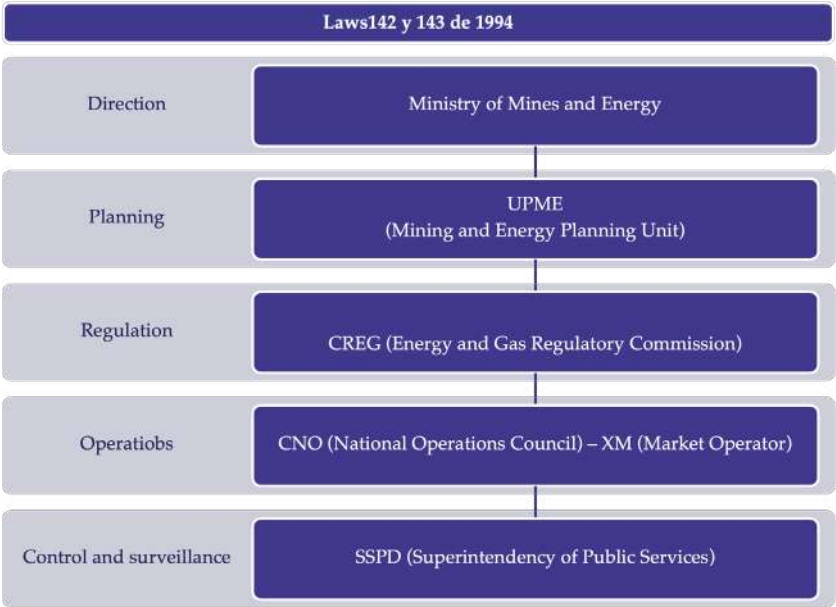 Laws142 y 143 de 1994
Direction
Ministry of Mines and Energy
Planning
UPME
(Mining and Energy Planning Unit)
Regulation
CREG (Energy and Gas Regulatory Commission)
Operatiobs
CNO (National Operations Council) – XM (Market Operator)
Control and surveillance
SSPD (Superintendency of Public Services)